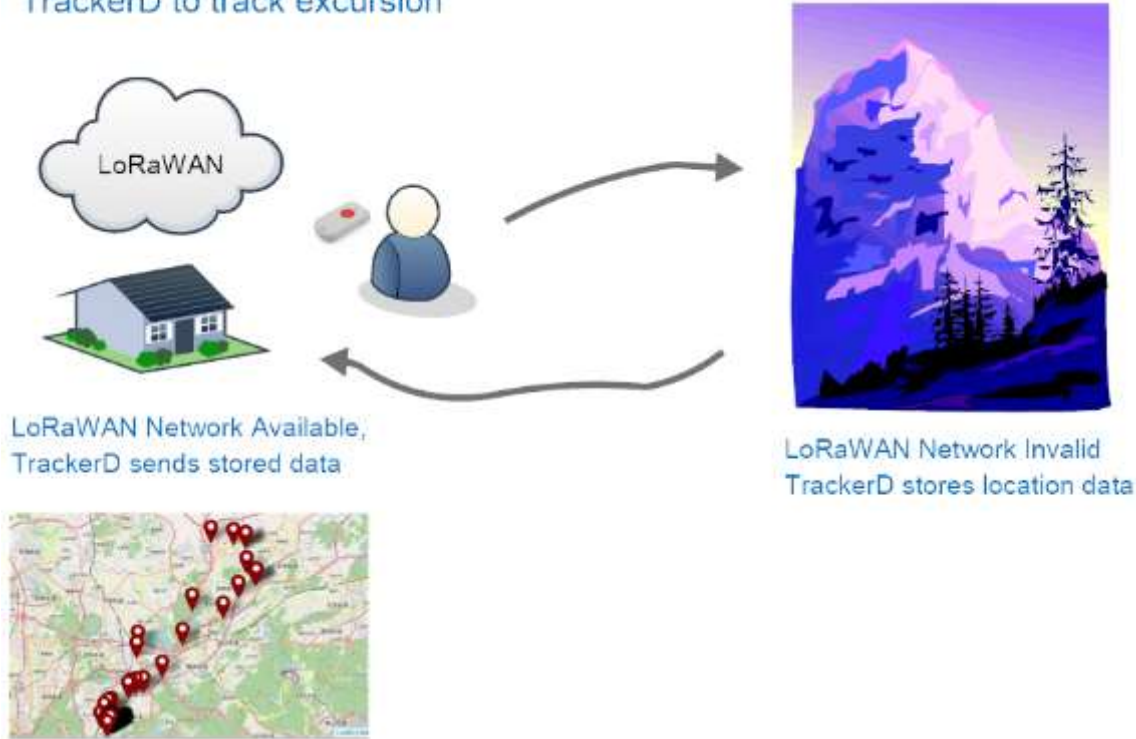 TrackerD to track excursion
LoRaWAN
LoRaWAN Network Available,
TrackerD sends stored data
LoRaWAN Network Invalid
TrackerD stores location data